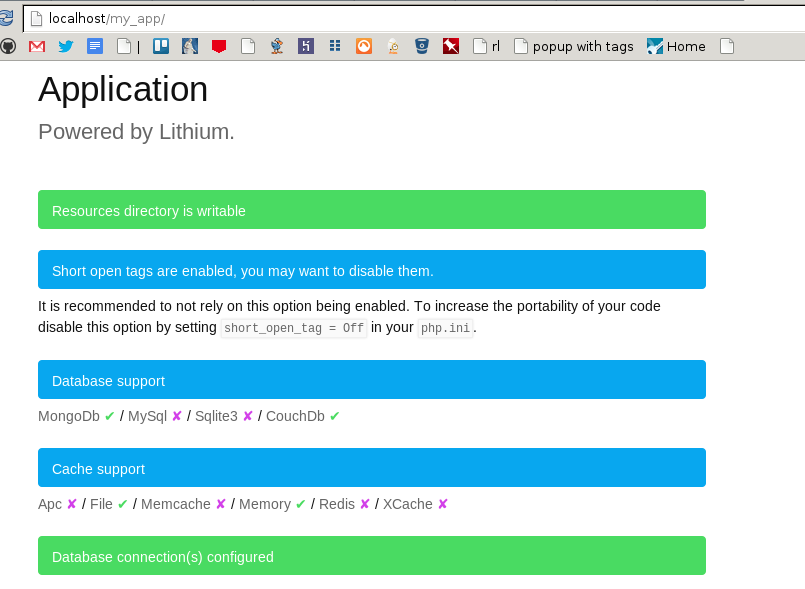 localhost/my_app/
| rl popup with tags Home
Application
Powered by Lithium.
Resources directory is writable
Short open tags are enabled, you may want to disable them.
It is recommended to not rely on this option being enabled. To increase the portability of your code
disable this option by setting short_open_tag = Off in your php.ini.
Database support
MongoDb ✔ / MySql ✘ / Sqlite3 ✘ / CouchDb ✔
Cache support
Apc ✘ / File ✔ / Memcache ✘ / Memory ✔ / Redis ✘ / XCache ✘
Database connection(s) configured